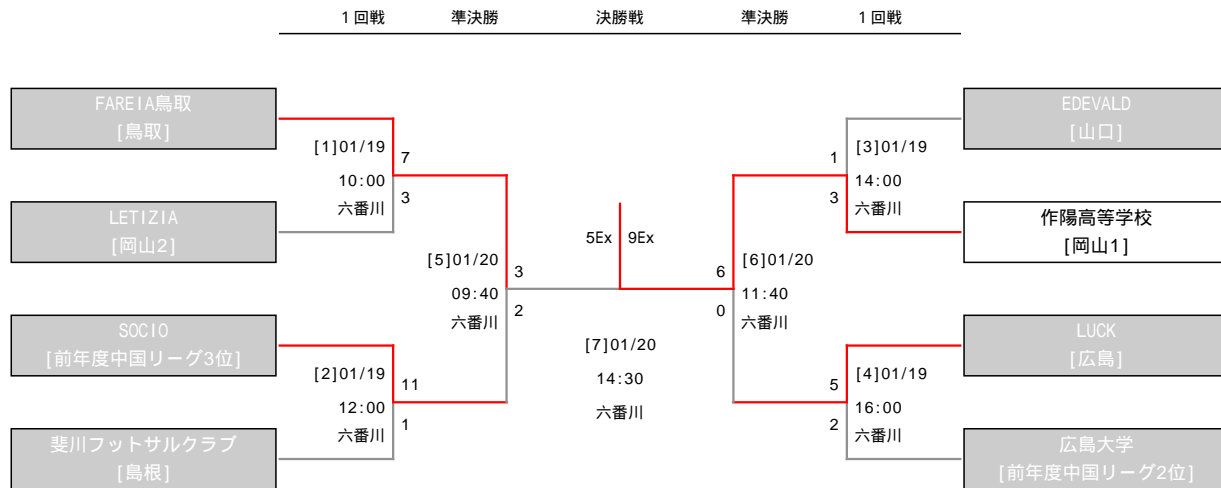 1回戦 準決勝 決勝戦 準決勝 1回戦
FAREIA鳥取
[鳥取]
[1]01/19
10:00
六番川
7
3
LETIZIA
[岡山2]
[5]01/20
09:40
六番川
3
2
SOCIO
[前年度中国リーグ3位]
[2]01/19
12:00
六番川
11
1
斐川フットサルクラブ
[島根]
5Ex 9Ex
[7]01/20
14:30
六番川
EDEVALD
[山口]
1
3
[3]01/19
14:00
六番川
作陽高等学校
[岡山1]
6
0
[6]01/20
11:40
六番川
LUCK
[広島]
5
2
[4]01/19
16:00
六番川
広島大学
[前年度中国リーグ2位]